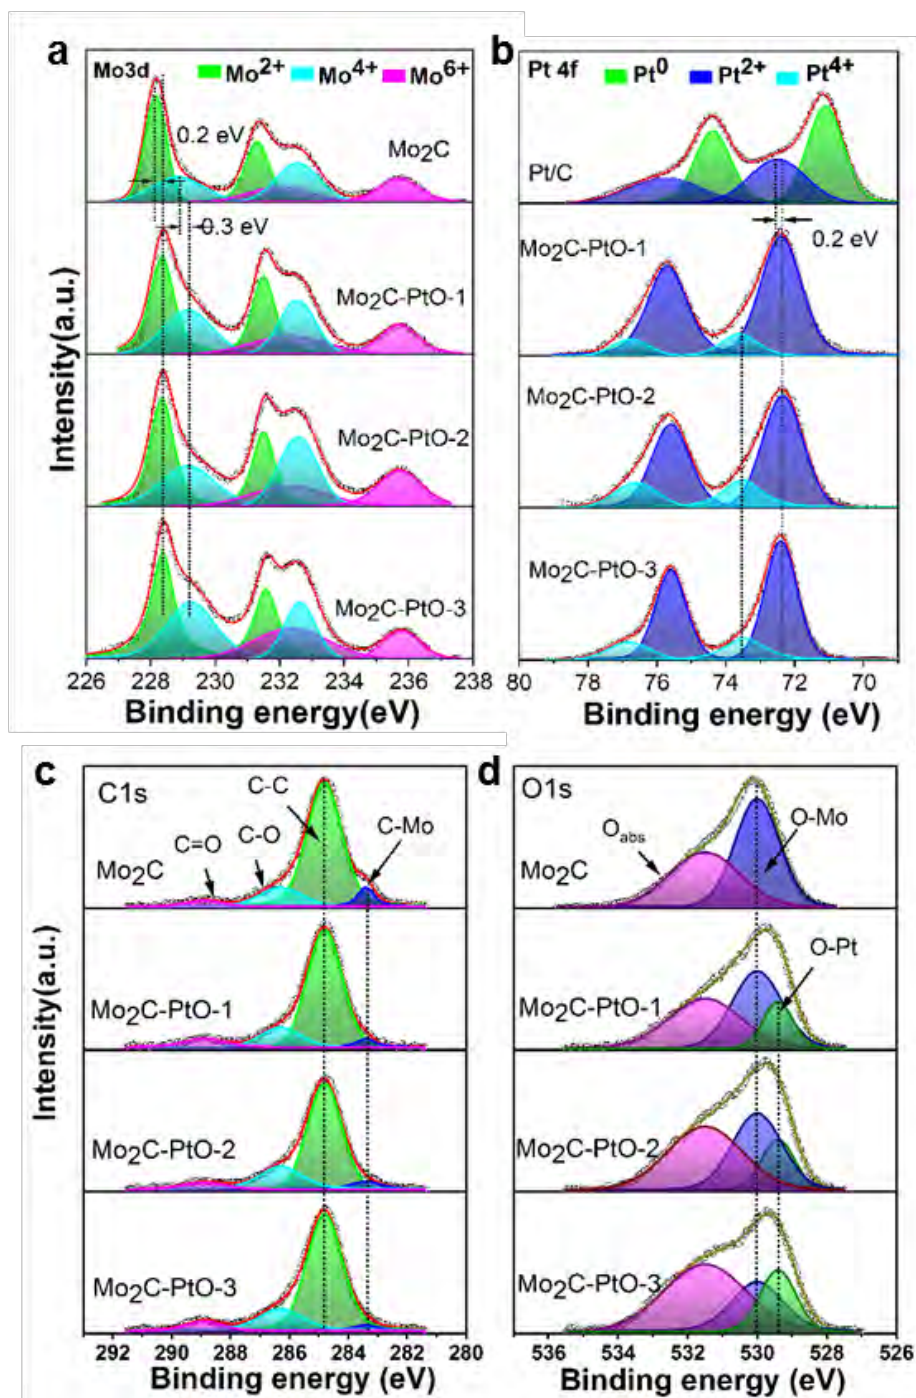 a
Mo3d
Mo2+
Mo4+
Mo6+
0.2 eV
Mo2C
0.3 eV
Mo2C-PtO-1
Mo2C-PtO-2
Mo2C-PtO-3
Intensity(a.u.)
226 228 230 232 234 236 238
Binding energy(eV)
b
Pt 4f
Pt0
Pt2+
Pt4+
Pt/C
0.2 eV
Mo2C-PtO-1
Mo2C-PtO-2
Mo2C-PtO-3
80 78 76 74 72 70
Binding energy (eV)
c
C1s
C-C
C-O
C=O
C-Mo
Mo2C
Mo2C-PtO-1
Mo2C-PtO-2
Mo2C-PtO-3
Intensity(a.u.)
292 290 288 286 284 282 280
Binding energy (eV)
d
O1s
Oabs
O-Mo
Mo2C
O-Pt
Mo2C-PtO-1
Mo2C-PtO-2
Mo2C-PtO-3
536 534 532 530 528 526
Binding energy (eV)